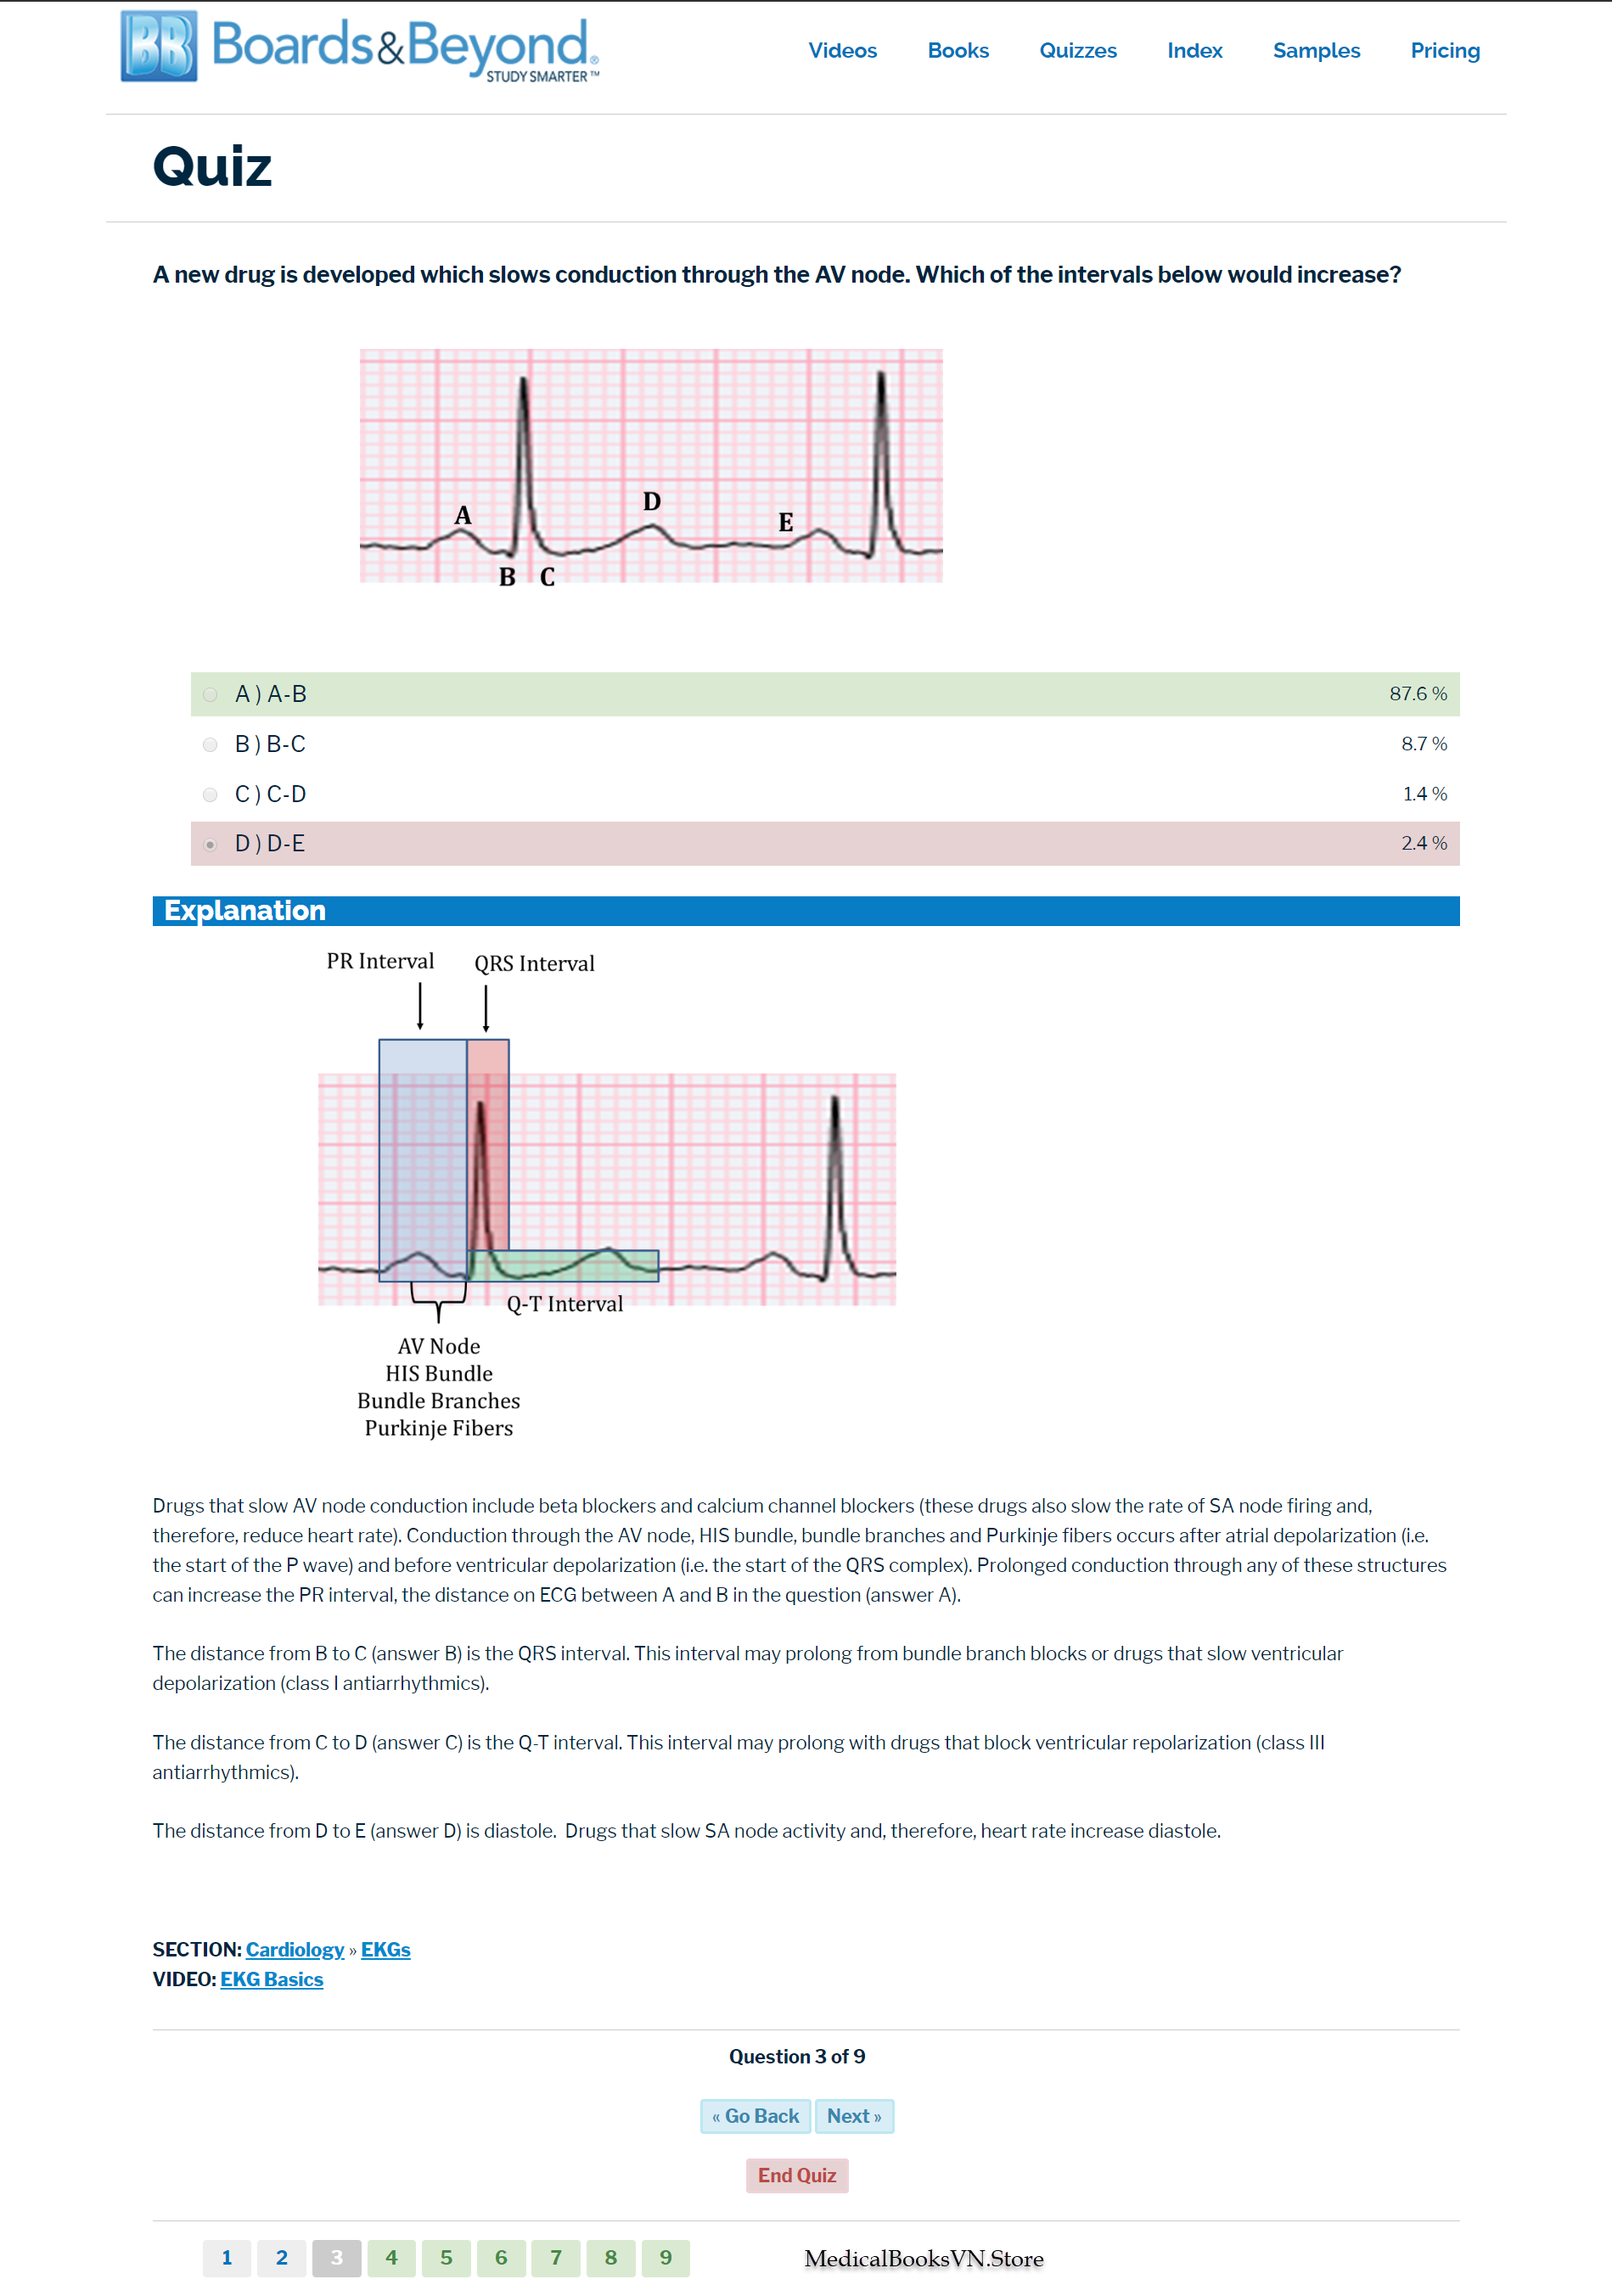 BB Boards&Beyond®
STUDY SMARTER™
Videos Books Quizzes Index Samples Pricing
Quiz
A new drug is developed which slows conduction through the AV node. Which of the intervals below would increase?
D
A
E
B C
A ) A-B 87.6 %
B ) B-C 8.7 %
C ) C-D 1.4 %
D ) D-E 2.4 %
Explanation
PR Interval QRS Interval
Q-T Interval
AV Node
HIS Bundle
Bundle Branches
Purkinje Fibers
Drugs that slow AV node conduction include beta blockers and calcium channel blockers (these drugs also slow the rate of SA node firing and,
therefore, reduce heart rate). Conduction through the AV node, HIS bundle, bundle branches and Purkinje fibers occurs after atrial depolarization (i.e.
the start of the P wave) and before ventricular depolarization (i.e. the start of the QRS complex). Prolonged conduction through any of these structures
can increase the PR interval, the distance on ECG between A and B in the question (answer A).
The distance from B to C (answer B) is the QRS interval. This interval may prolong from bundle branch blocks or drugs that slow ventricular
depolarization (class I antiarrhythmics).
The distance from C to D (answer C) is the Q-T interval. This interval may prolong with drugs that block ventricular repolarization (class III
antiarrhythmics).
The distance from D to E (answer D) is diastole. Drugs that slow SA node activity and, therefore, heart rate increase diastole.
SECTION: Cardiology » EKGs
VIDEO: EKG Basics
Question 3 of 9
« Go Back Next »
End Quiz
1 2 3 4 5 6 7 8 9 MedicalBooksVN.Store